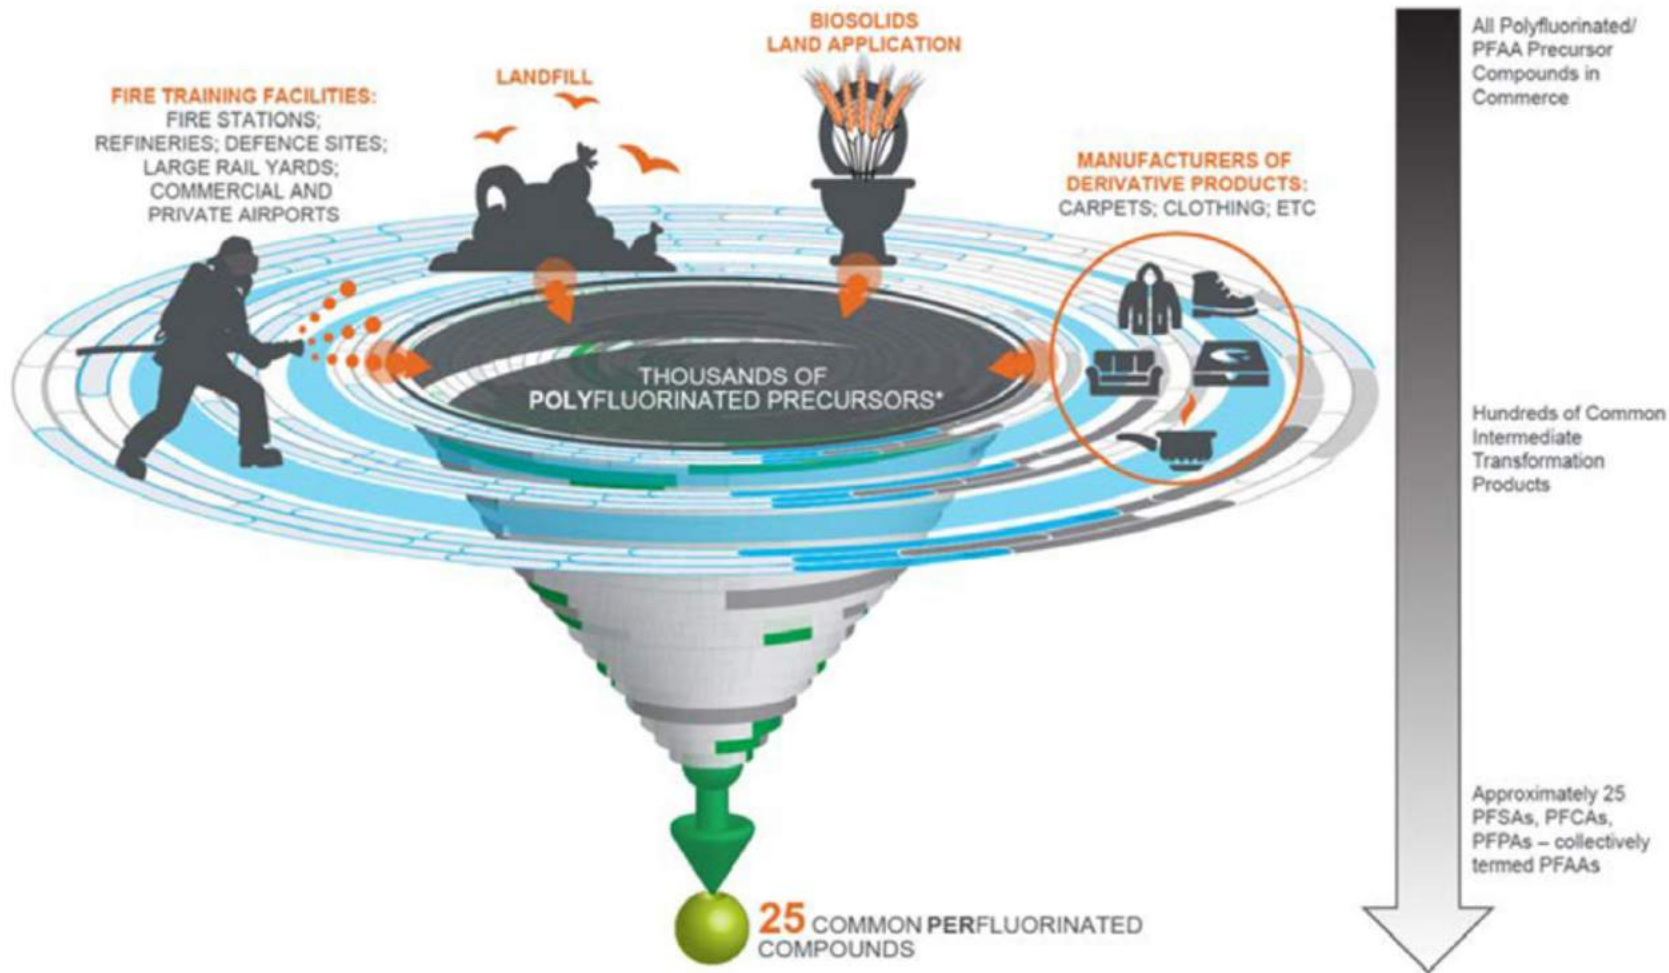 BIOSOLIDS
LAND APPLICATION
LANDFILL
FIRE TRAINING FACILITIES:
FIRE STATIONS;
REFINERIES; DEFENCE SITES;
LARGE RAIL YARDS;
COMMERCIAL AND
PRIVATE AIRPORTS
MANUFACTURERS OF
DERIVATIVE PRODUCTS:
CARPETS; CLOTHING; ETC
THOUSANDS OF
POLYFLUORINATED PRECURSORS*
25 COMMON PERFLUORINATED
COMPOUNDS
All Polyfluorinated/
PFAA Precursor
Compounds in
Commerce
Hundreds of Common
Intermediate
Transformation
Products
Approximately 25
PFSAs, PFCAs,
PFPAs – collectively
termed PFAAs